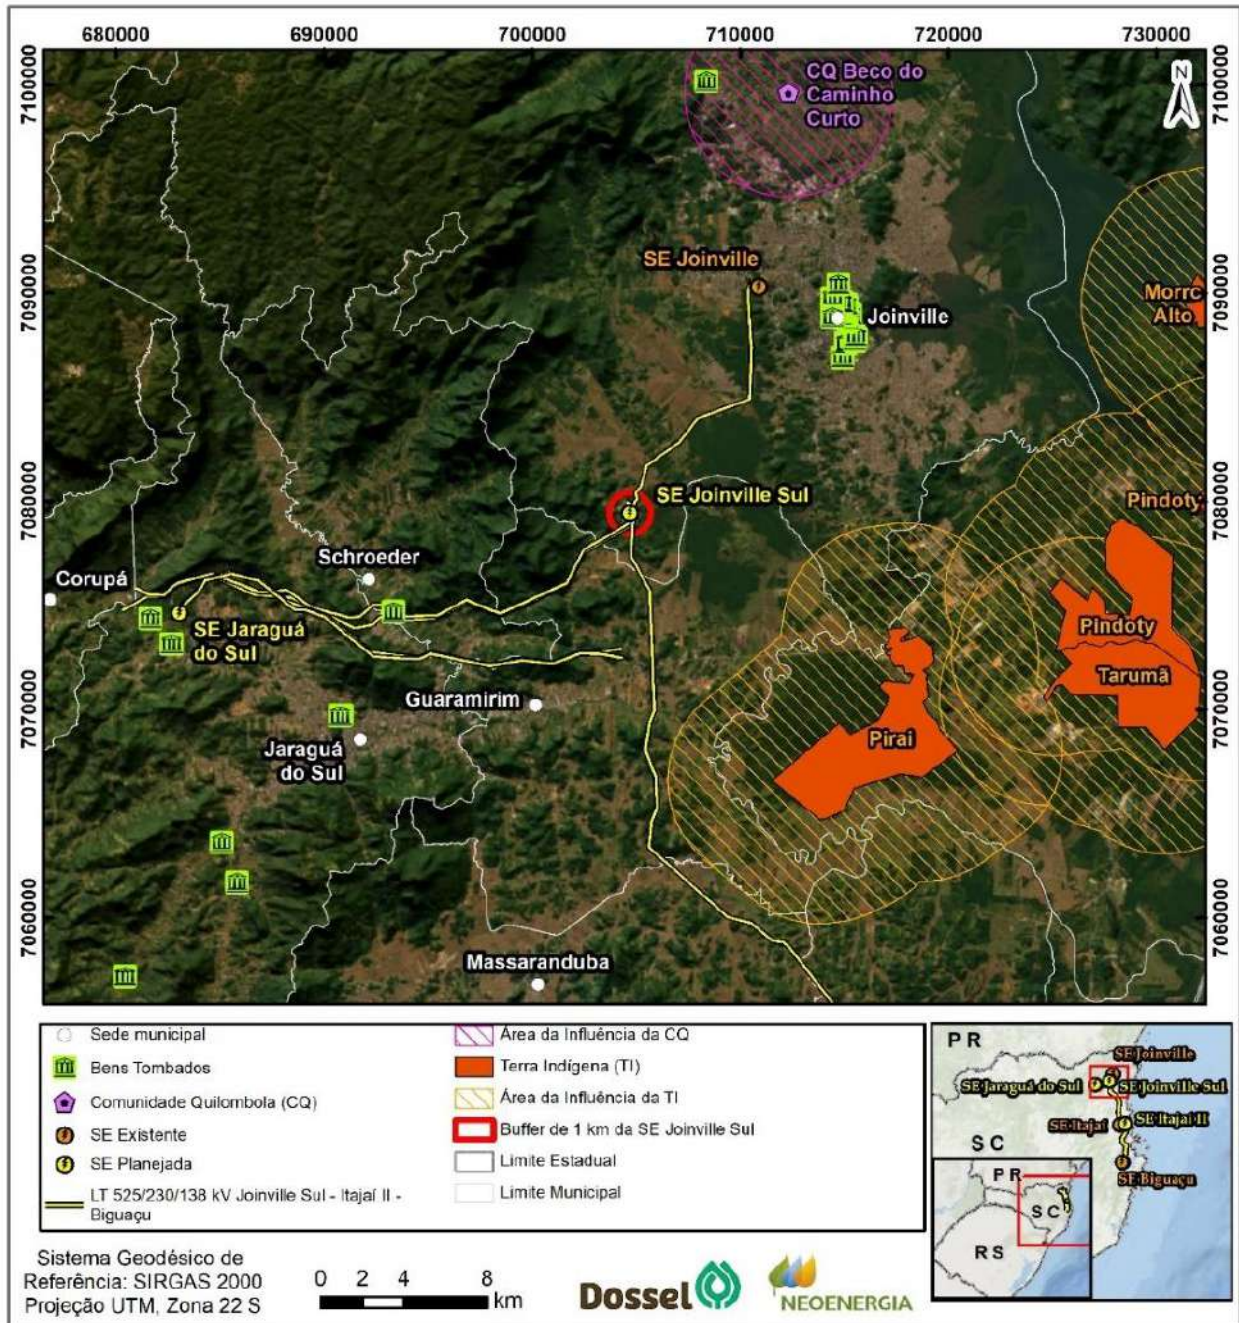 680000 690000 700000 710000 720000 730000
7100000
7090000
7080000
7070000
7060000
7100000
7090000
7080000
7070000
7060000
N
CQ Beco do
Caminho
Curto
SE Joinville
Joinville
Morro
Alto
SE Joinville Sul
Pindoty
Schroeder
Corupá
SE Jaraguá
do Sul
Pindoty
Tarumã
Guaramirim
Piraí
Jaraguá
do Sul
Massaranduba
Sede municipal
Bens Tombados
Comunidade Quilombola (CQ)
SE Existente
SE Planejada
LT 525/230/138 kV Joinville Sul - Itajaí II -
Biguaçu
Área da Influência da CQ
Terra Indígena (TI)
Área da Influência da TI
Buffer de 1 km da SE Joinville Sul
Limite Estadual
Limite Municipal
PR
SE Joinville
SE Jaraguá do Sul
SE Joinville Sul
SE Itajaí
SE Itajaí II
SC
SE Biguaçu
PR
SC
RS
Sistema Geodésico de
Referência: SIRGAS 2000
Projeção UTM, Zona 22 S
0 2 4 8
km
Dossel
NEOENERGIA